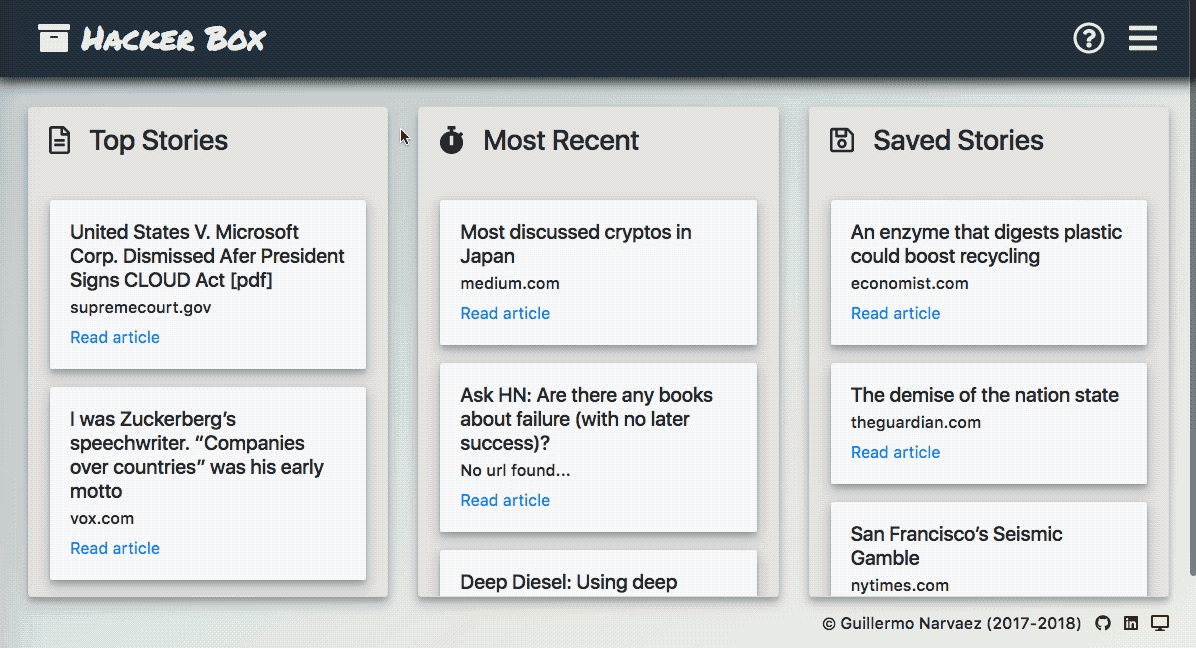 Hacker Box
Top Stories
United States V. Microsoft
Corp. Dismissed Afer President
Signs CLOUD Act [pdf]
supremecourt.gov
Read article
I was Zuckerberg’s
speechwriter. “Companies
over countries” was his early
motto
vox.com
Read article
Most Recent
Most discussed cryptos in
Japan
medium.com
Read article
Ask HN: Are there any books
about failure (with no later
success)?
No url found...
Read article
Deep Diesel: Using deep
Saved Stories
An enzyme that digests plastic
could boost recycling
economist.com
Read article
The demise of the nation state
theguardian.com
Read article
San Francisco’s Seismic
Gamble
nytimes.com
© Guillermo Narvaez (2017-2018)